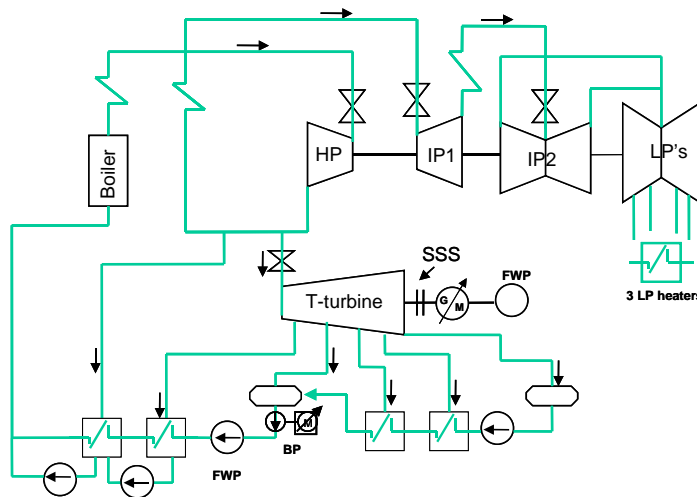 Boiler
HP
IP1
IP2
LP's
SSS
FWP
T-turbine
G
M
3 LP heaters
M
BP
FWP